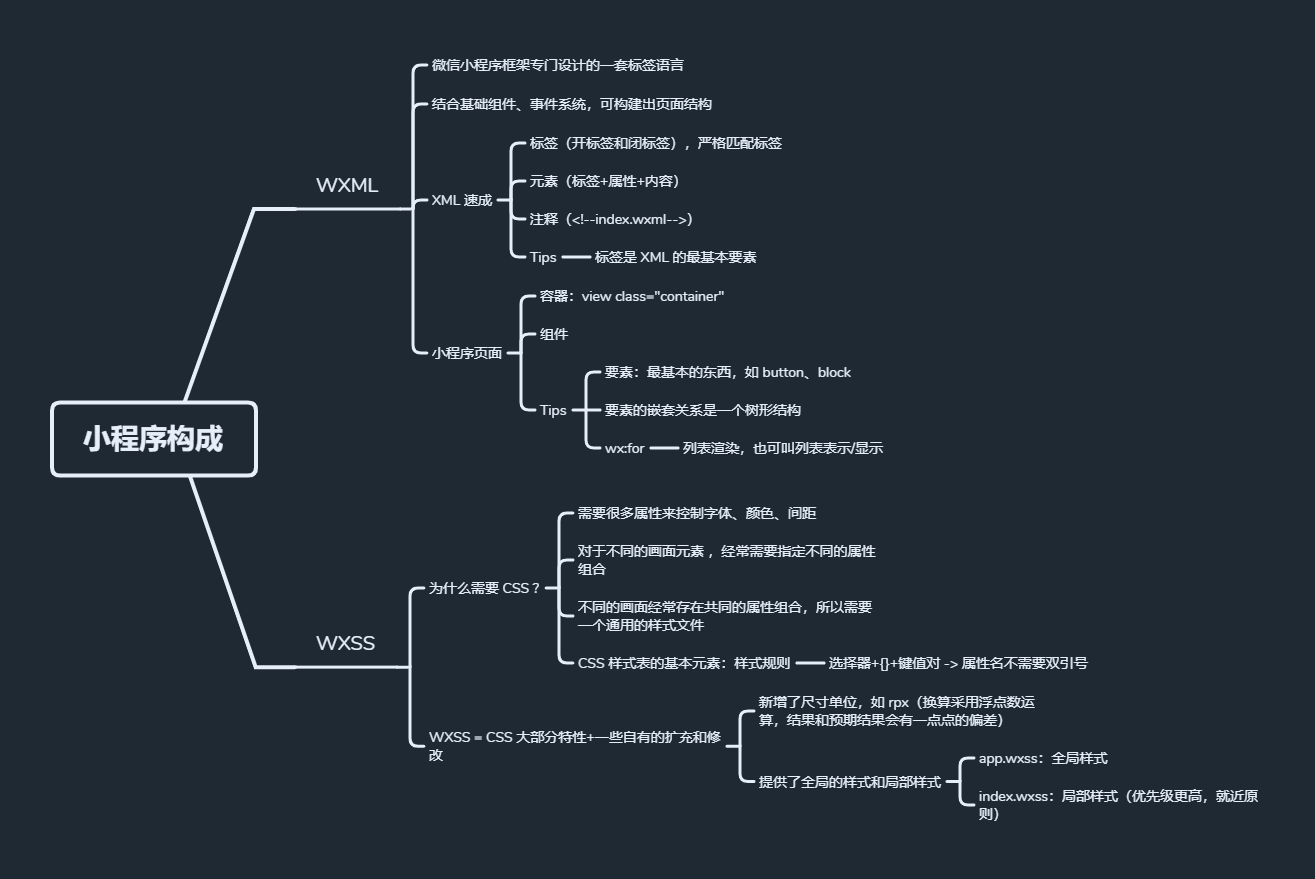 小程序构成
WXML
微信小程序框架专门设计的一套标签语言
结合基础组件、事件系统，可构建出页面结构
XML 速成
标签（开标签和闭标签），严格匹配标签
元素（标签+属性+内容）
注释（<!--index.wxml-->）
Tips
标签是 XML 的最基本要素
小程序页面
容器：view class="container"
组件
Tips
要素：最基本的东西，如 button、block
要素的嵌套关系是一个树形结构
wx:for
列表渲染，也可叫列表表示/显示
WXSS
为什么需要 CSS ?
需要很多属性来控制字体、颜色、间距
对于不同的画面元素 ，经常需要指定不同的属性
组合
不同的画面经常存在共同的属性组合，所以需要
一个通用的样式文件
CSS 样式表的基本元素：样式规则
选择器+{}+键值对 -> 属性名不需要双引号
WXSS = CSS 大部分特性+一些自有的扩充和修
改
新增了尺寸单位，如 rpx（换算采用浮点数运
算，结果和预期结果会有一点点的偏差）
提供了全局的样式和局部样式
app.wxss：全局样式
index.wxss：局部样式（优先级更高，就近原
则）